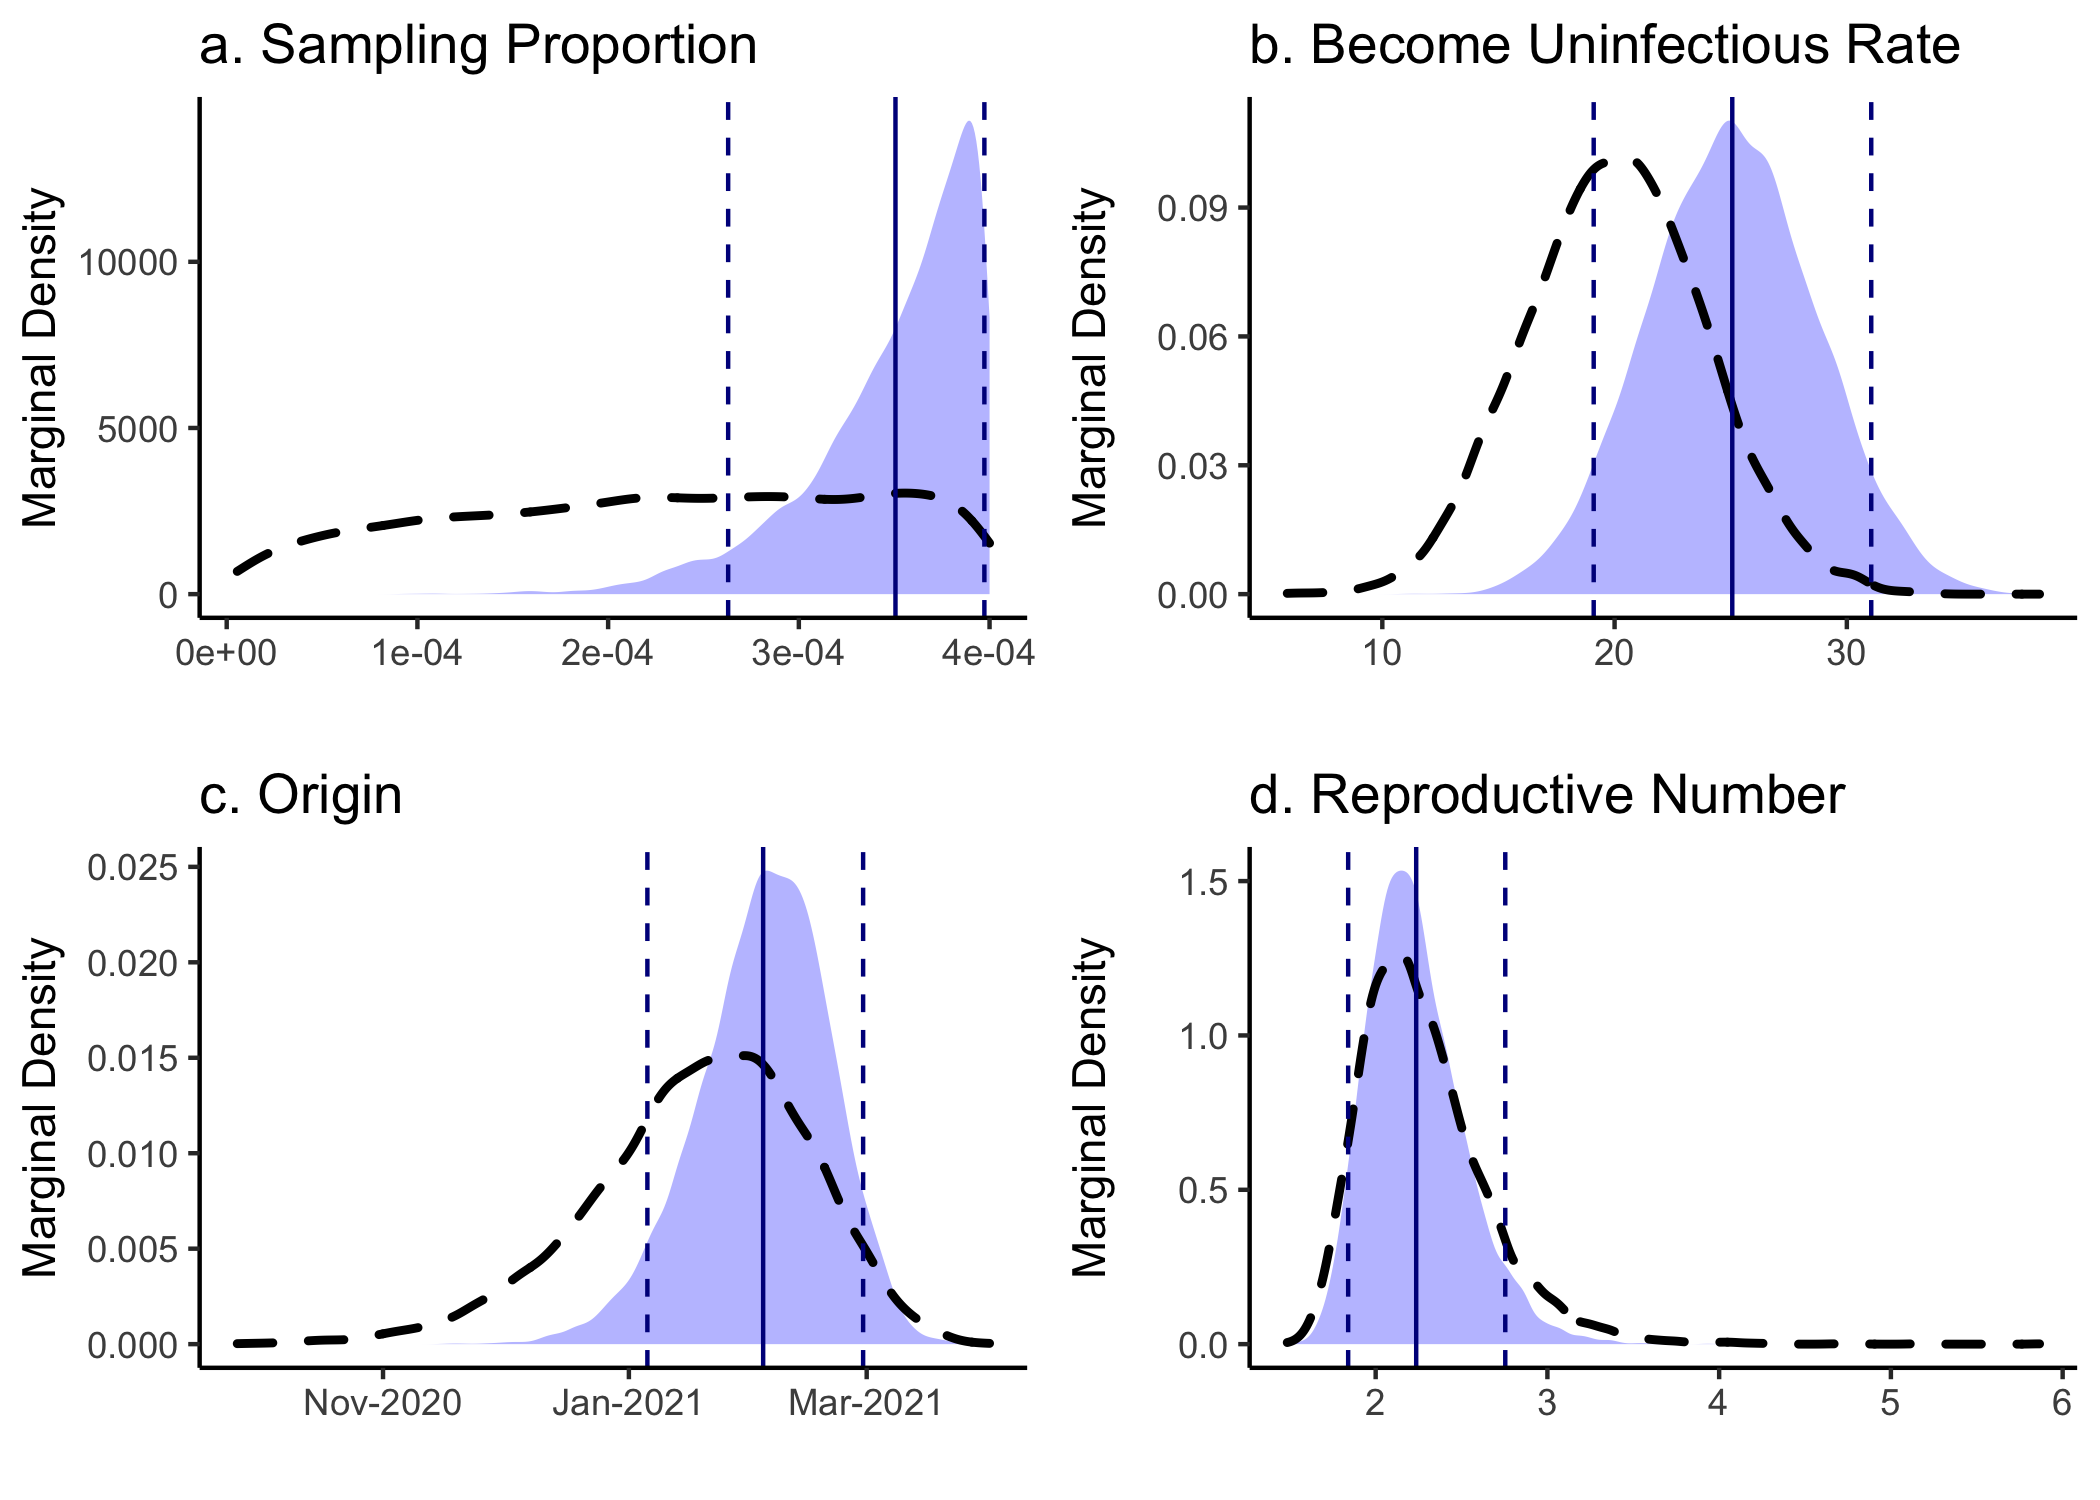 a. Sampling Proportion
Marginal Density
10000
5000
0
0e+00 1e-04 2e-04 3e-04 4e-04
b. Become Uninfectious Rate
Marginal Density
0.09
0.06
0.03
0.00
10 20 30
c. Origin
Marginal Density
0.025
0.020
0.015
0.010
0.005
0.000
Nov-2020 Jan-2021 Mar-2021
d. Reproductive Number
Marginal Density
1.5
1.0
0.5
0.0
2 3 4 5 6